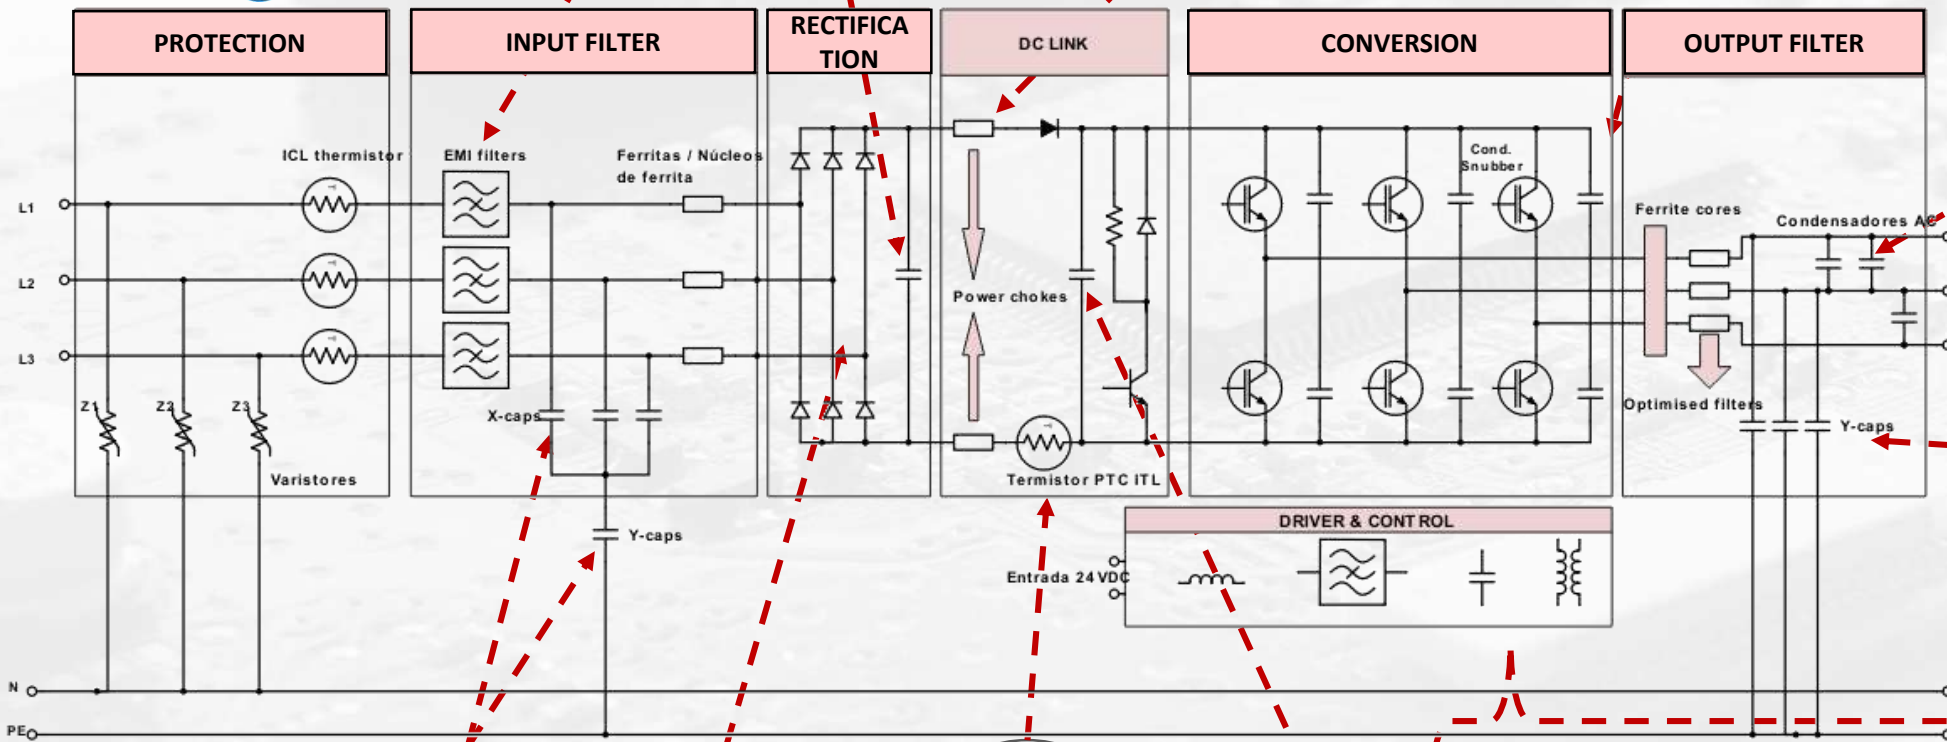 PROTECTION
INPUT FILTER
RECTIFICA
TION
DC LINK
CONVERSION
OUTPUT FILTER
ICL thermistor
EMI filters
Ferritas / Núcleos
de ferrita
Cond.
Snubber
L1
Ferrite cores
Condensadores AC
L2
Power chokes
L3
Z1
Z2
Z3
X-caps
Optimised filters
Y-caps
Varistores
Termistor PTC ITL
Y-caps
DRIVER & CONTROL
Entrada 24 VDC
N
PE